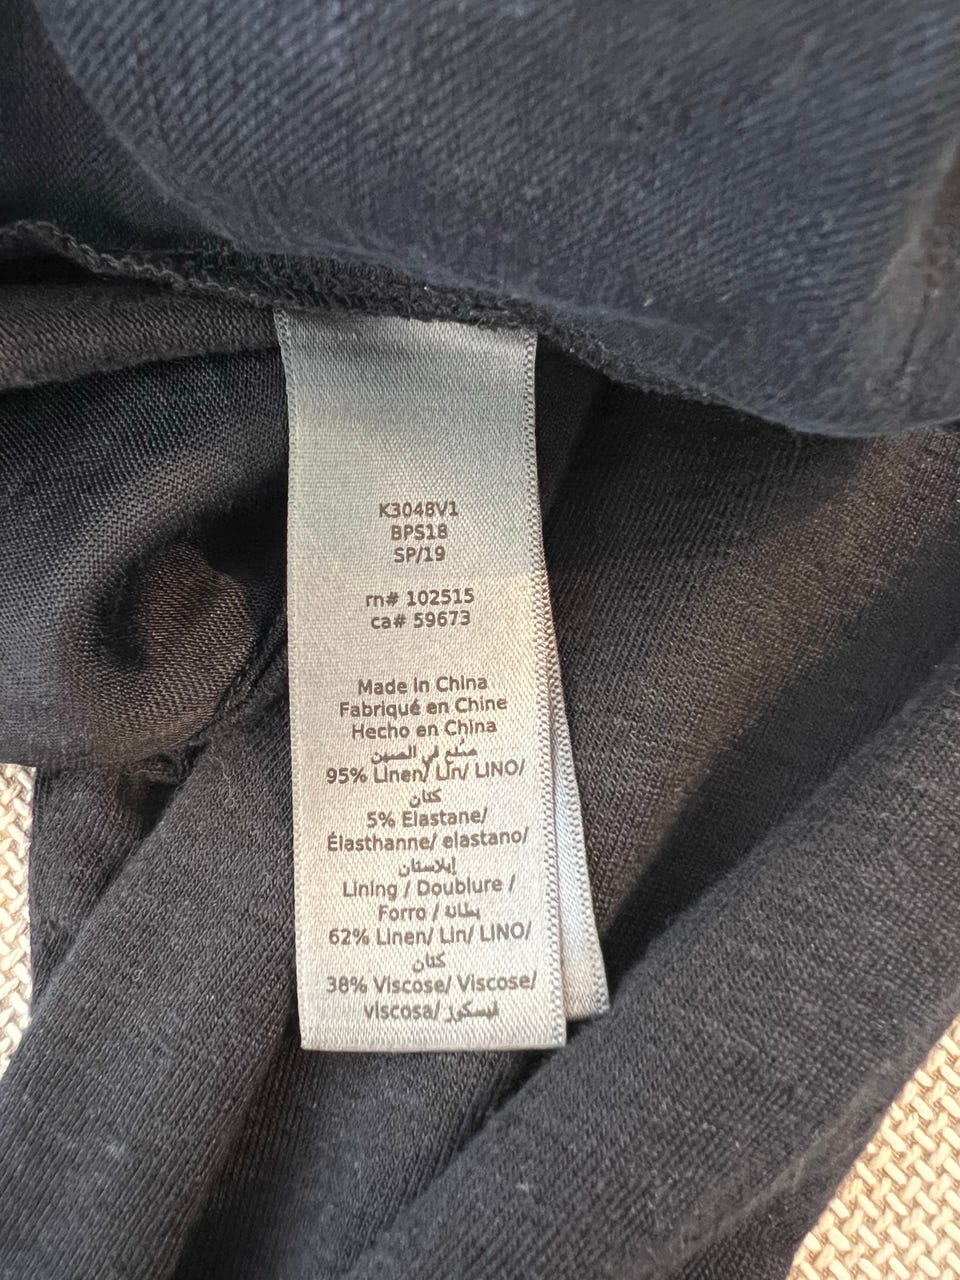 K3048V1
BPS18
SP/19
rn# 102515
ca# 59673
Made in China
Fabriqué en Chine
Hecho en China
صنع في الصين
95% Linen/ Lin/ LINO/
كتان
5% Elastane/
Élasthanne/ elastano/
إيلاستان
Lining / Doublure /
Forro / بطانة
62% Linen/ Lin/ LINO/
كتان
38% Viscose/ Viscose/
viscosa/ فيسكوز